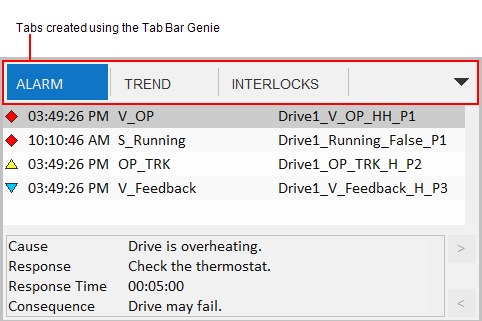 Tabs created using the Tab Bar Genie
ALARM TREND INTERLOCKS
03:49:26 PM V_OP Drive1_V_OP_HH_P1
10:10:46 AM S_Running Drive1_Running_False_P1
03:49:26 PM OP_TRK Drive1_OP_TRK_H_P2
03:49:26 PM V_Feedback Drive1_V_Feedback_H_P3
Cause Drive is overheating.
Response Check the thermostat.
Response Time 00:05:00
Consequence Drive may fail.
>
<